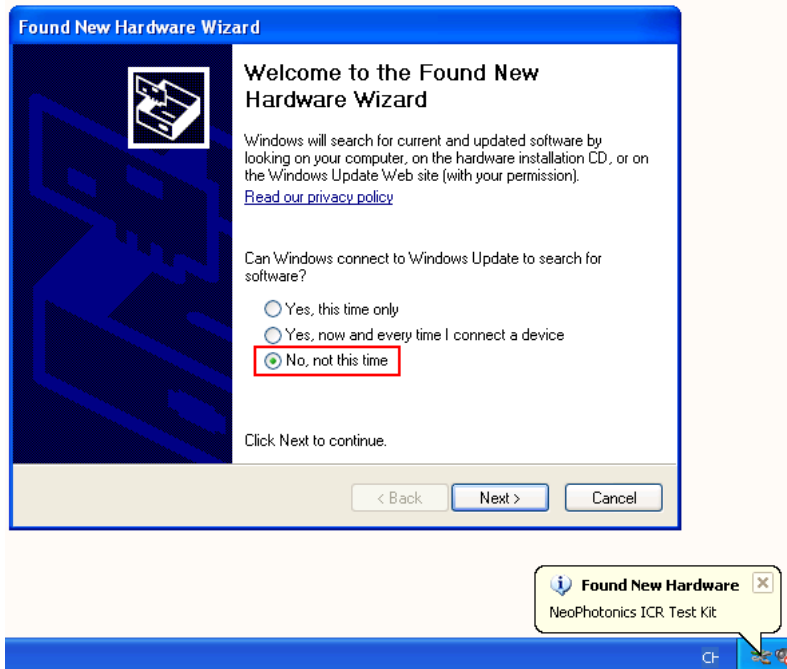 Found New Hardware Wizard
Welcome to the Found New
Hardware Wizard
Windows will search for current and updated software by
looking on your computer, on the hardware installation CD, or on
the Windows Update Web site (with your permission).
Read our privacy policy
Can Windows connect to Windows Update to search for
software?
Yes, this time only
Yes, now and every time I connect a device
No, not this time
Click Next to continue.
< Back
Next >
Cancel
Found New Hardware
NeoPhotonics ICR Test Kit
CH